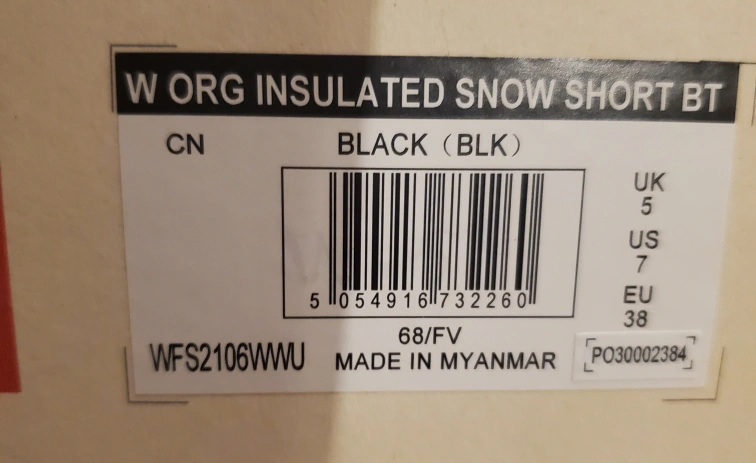 W ORG INSULATED SNOW SHORT BT
CN
BLACK (BLK)
UK
5
US
7
EU
38
5 054916 732260
68/FV
WFS2106WWU
MADE IN MYANMAR
PO30002384